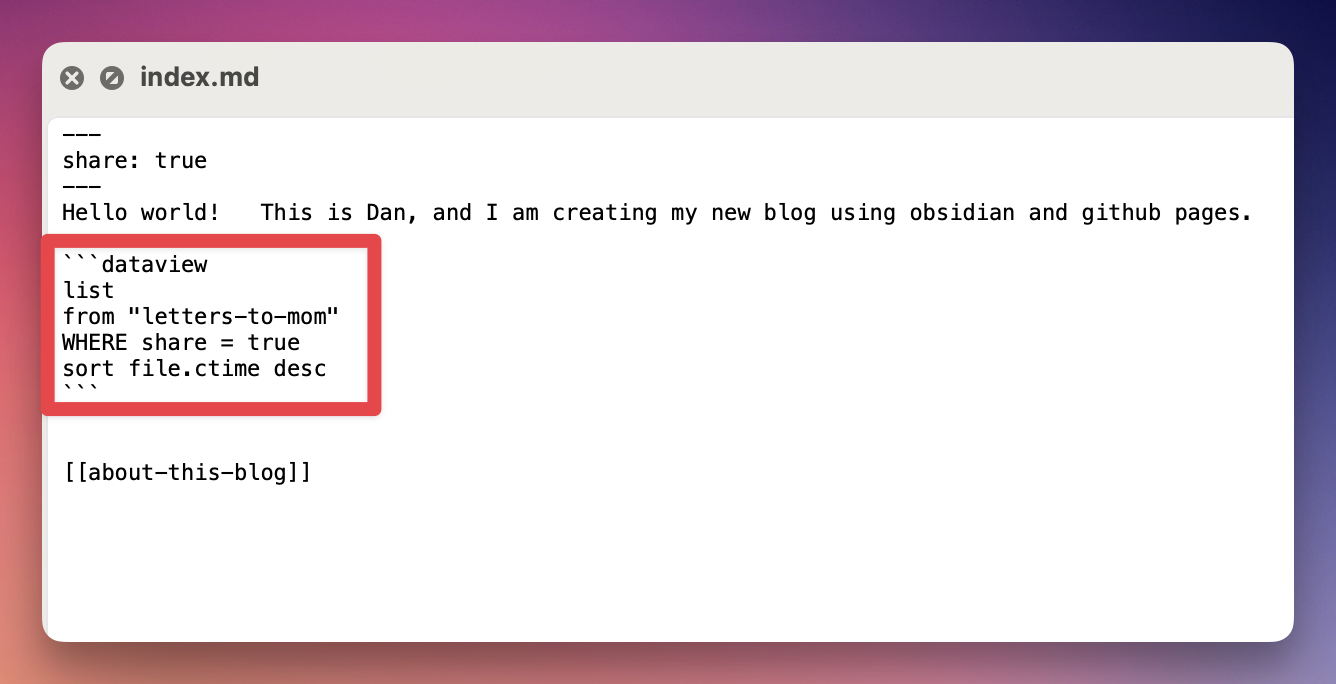 index.md
---
share: true
---
Hello world!   This is Dan, and I am creating my new blog using obsidian and github pages.
```dataview
list
from "letters-to-mom"
WHERE share = true
sort file.ctime desc
```
[[about-this-blog]]